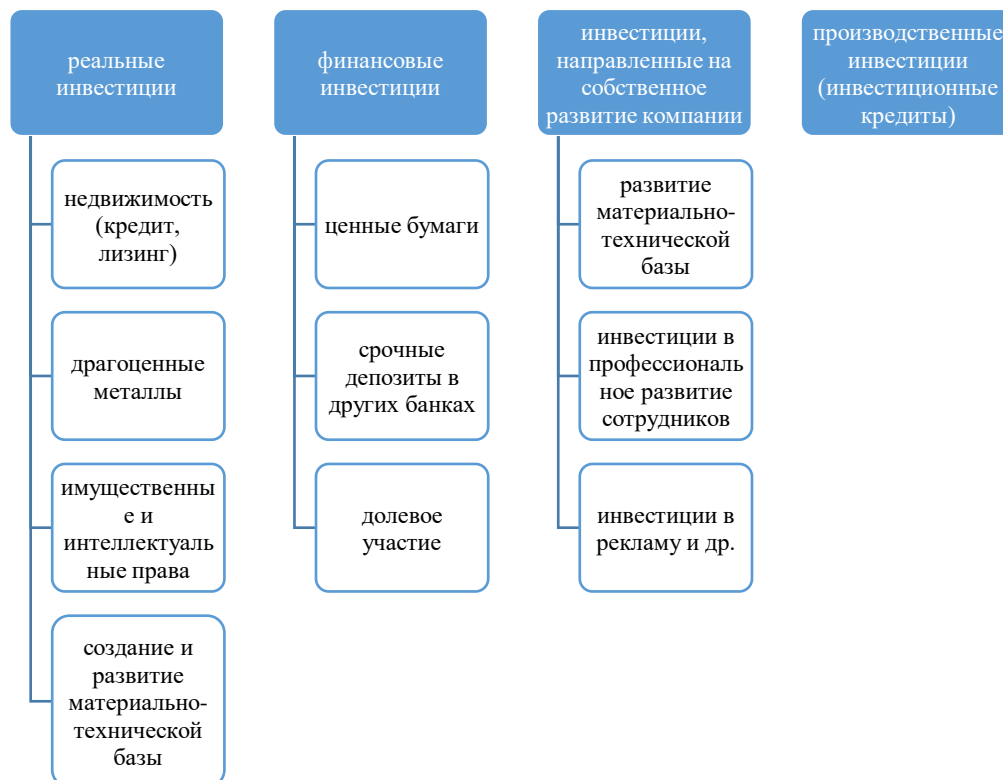 реальные
инвестиции
недвижимость
(кредит,
лизинг)
драгоценные
металлы
имущественны
е и
интеллектуаль
ные права
создание и
развитие
материально-
технической
базы
финансовые
инвестиции
ценные бумаги
срочные
депозиты в
других банках
долевое
участие
инвестиции,
направленные на
собственное
развитие компании
развитие
материально-
технической
базы
инвестиции в
профессиональ
ное развитие
сотрудников
инвестиции в
рекламу и др.
производственные
инвестиции
(инвестиционные
кредиты)